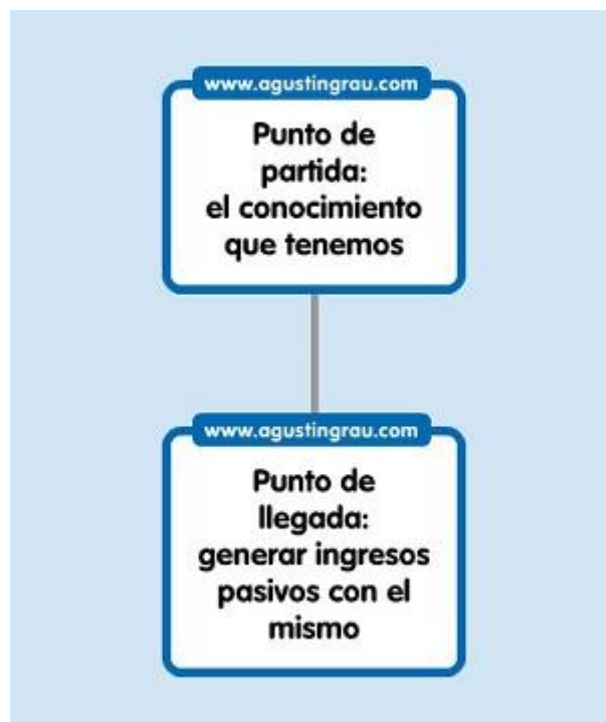 www.agustingrau.com
Punto de
partida:
el conocimiento
que tenemos
www.agustingrau.com
Punto de
llegada:
generar ingresos
pasivos con el
mismo